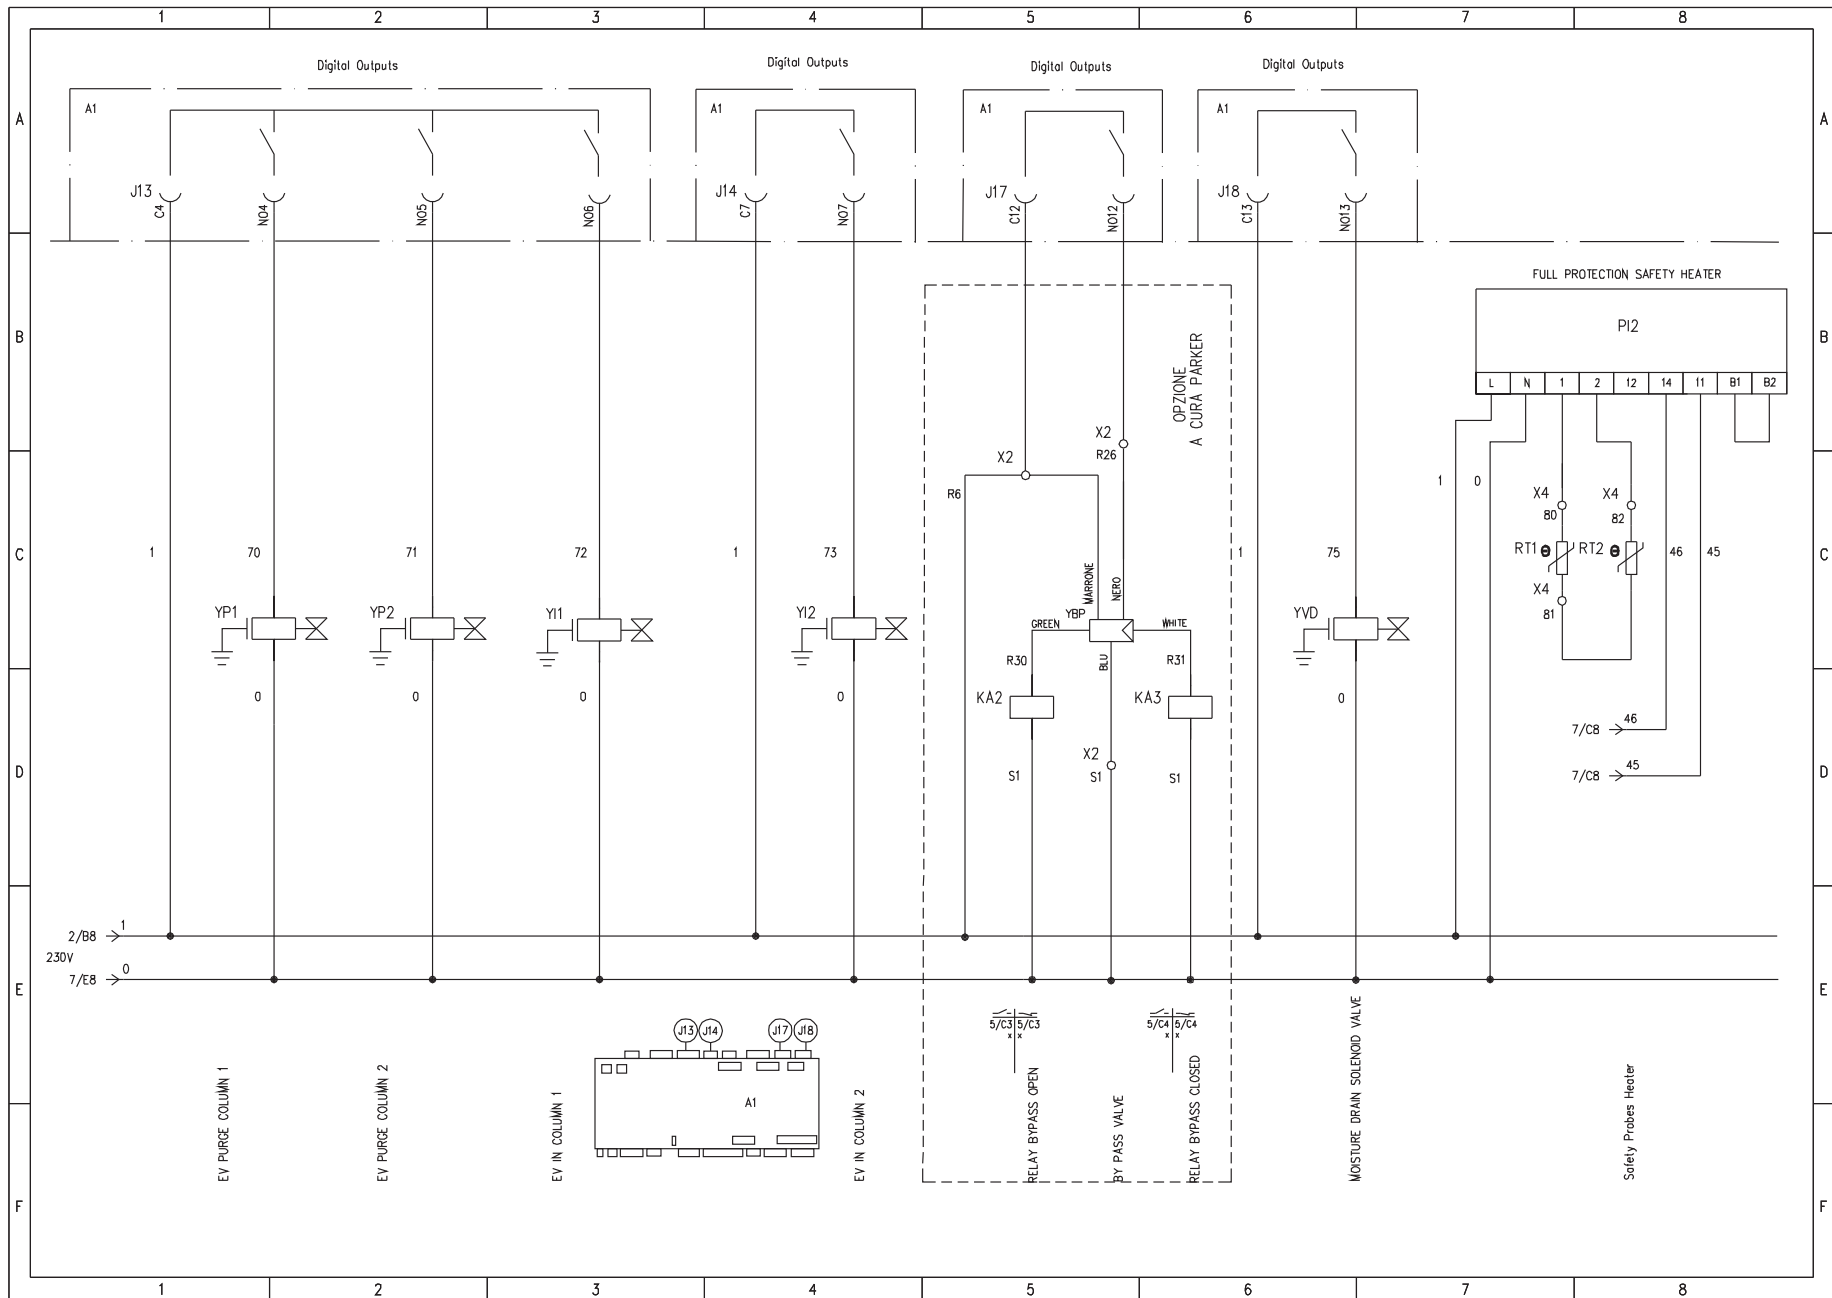 1 2 3 4 5 6 7 8
Digital Outputs Digital Outputs Digital Outputs Digital Outputs
A A1 A1 A1 A1 A
J13 J14 J17 J18
C4 NO4 NO5 NO6 C7 NO7 C12 NO12 C13 NO13
FULL PROTECTION SAFETY HEATER
B PI2 B
OPZIONE
A CURA PARKER
L N 1 2 12 14 11 B1 B2
X2 R26
X2
R6 1 0
X4 80 X4 82
C 1 70 71 72 1 73 1 75 RT1 Θ RT2 Θ 46 45 C
MARRONE NERO
X4 81
YP1 YP2 YI1 YI2 YBP YVD
GREEN WHITE
BLU
R30 R31
0 0 0 0 KA2 KA3 0
7/C8 46
X2
D S1 S1 S1 7/C8 45 D
2/B8 1
230V
7/E8 0
E E
5/C3 5/C3 5/C4 5/C4
x x x x
J13 J14 J17 J18
A1
EV PURGE COLUMN 1
EV PURGE COLUMN 2
EV IN COLUMN 1
EV IN COLUMN 2
RELAY BYPASS OPEN
BY PASS VALVE
RELAY BYPASS CLOSED
MOISTURE DRAIN SOLENOID VALVE
Safety Probes Heater
F F
1 2 3 4 5 6 7 8